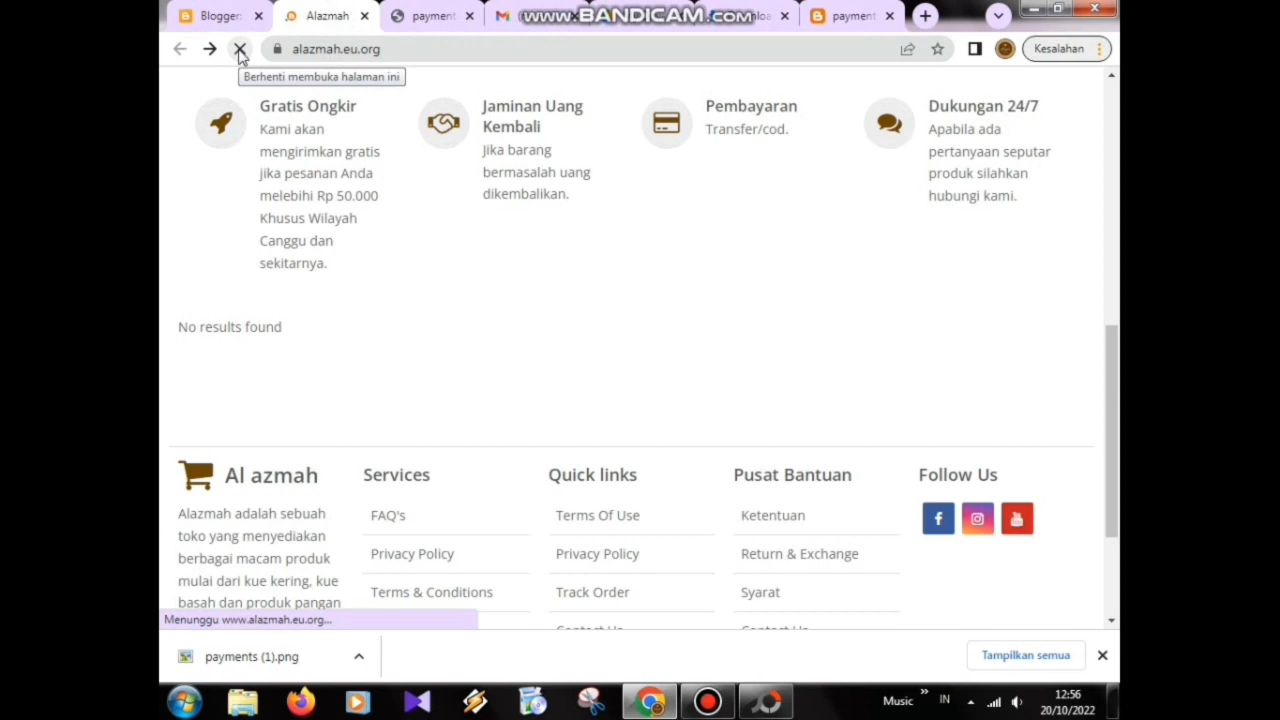 Blogger:
Alazmah
payment
www.BANDICAM.com
payment
alazmah.eu.org
Kesalahan
Berhenti membuka halaman ini
Gratis Ongkir
Kami akan
mengirimkan gratis
jika pesanan Anda
melebihi Rp 50.000
Khusus Wilayah
Canggu dan
sekitarnya.
Jaminan Uang
Kembali
Jika barang
bermasalah uang
dikembalikan.
Pembayaran
Transfer/cod.
Dukungan 24/7
Apabila ada
pertanyaan seputar
produk silahkan
hubungi kami.
No results found
Al azmah
Alazmah adalah sebuah
toko yang menyediakan
berbagai macam produk
mulai dari kue kering, kue
basah dan produk pangan
Services
FAQ's
Privacy Policy
Terms & Conditions
Quick links
Terms Of Use
Privacy Policy
Track Order
Contact Us
Pusat Bantuan
Ketentuan
Return & Exchange
Syarat
Contact Us
Follow Us
Menunggu www.alazmah.eu.org...
payments (1).png
Tampilkan semua
Music
IN
12:56
20/10/2022